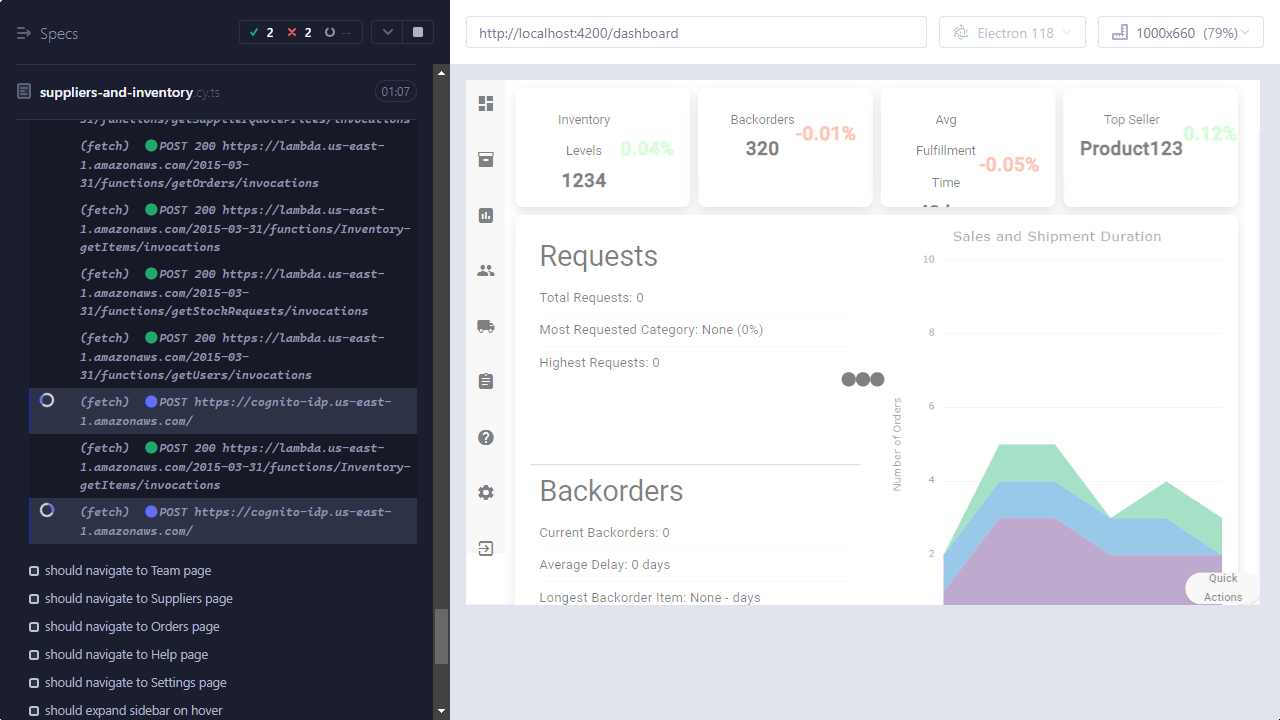 Specs
2
2
--
suppliers-and-inventory.cy.ts
01:07
31/functions/getSupplierQuotePrices/invocations
(fetch) POST 200 https://lambda.us-east-
1.amazonaws.com/2015-03-
31/functions/getOrders/invocations
(fetch) POST 200 https://lambda.us-east-
1.amazonaws.com/2015-03-31/functions/Inventory-
getItems/invocations
(fetch) POST 200 https://lambda.us-east-
1.amazonaws.com/2015-03-
31/functions/getStockRequests/invocations
(fetch) POST 200 https://lambda.us-east-
1.amazonaws.com/2015-03-
31/functions/getUsers/invocations
(fetch) POST https://cognito-idp.us-east-
1.amazonaws.com/
(fetch) POST 200 https://lambda.us-east-
1.amazonaws.com/2015-03-31/functions/Inventory-
getItems/invocations
(fetch) POST https://cognito-idp.us-east-
1.amazonaws.com/
should navigate to Team page
should navigate to Suppliers page
should navigate to Orders page
should navigate to Help page
should navigate to Settings page
should expand sidebar on hover
http://localhost:4200/dashboard
Electron 118
1000x660 (79%)
Inventory
Levels
1234
0.04%
Backorders
320
-0.01%
Avg
Fulfillment
Time
-0.05%
Top Seller
Product123
0.12%
Requests
Total Requests: 0
Most Requested Category: None (0%)
Highest Requests: 0
Backorders
Current Backorders: 0
Average Delay: 0 days
Longest Backorder Item: None - days
Sales and Shipment Duration
10
8
6
4
2
Number of Orders
Quick
Actions